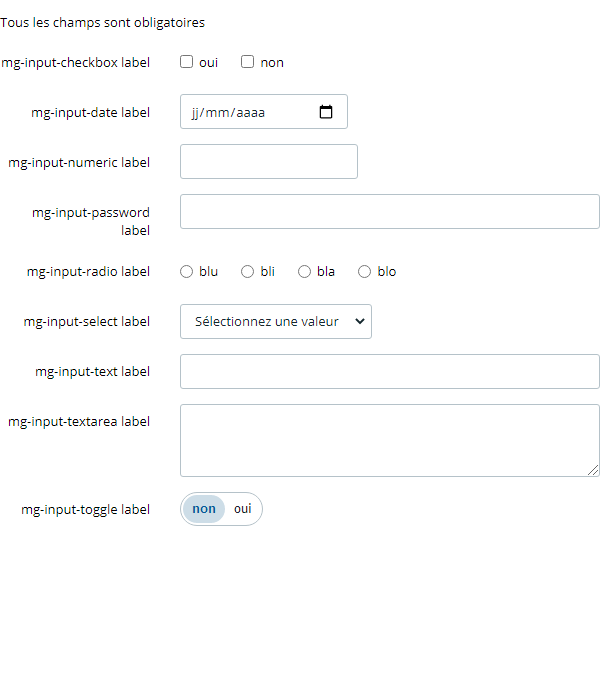 Tous les champs sont obligatoires
mg-input-checkbox label oui non
mg-input-date label jj/mm/aaaa
mg-input-numeric label
mg-input-password
label
mg-input-radio label blu bli bla blo
mg-input-select label Sélectionnez une valeur
mg-input-text label
mg-input-textarea label
mg-input-toggle label non oui